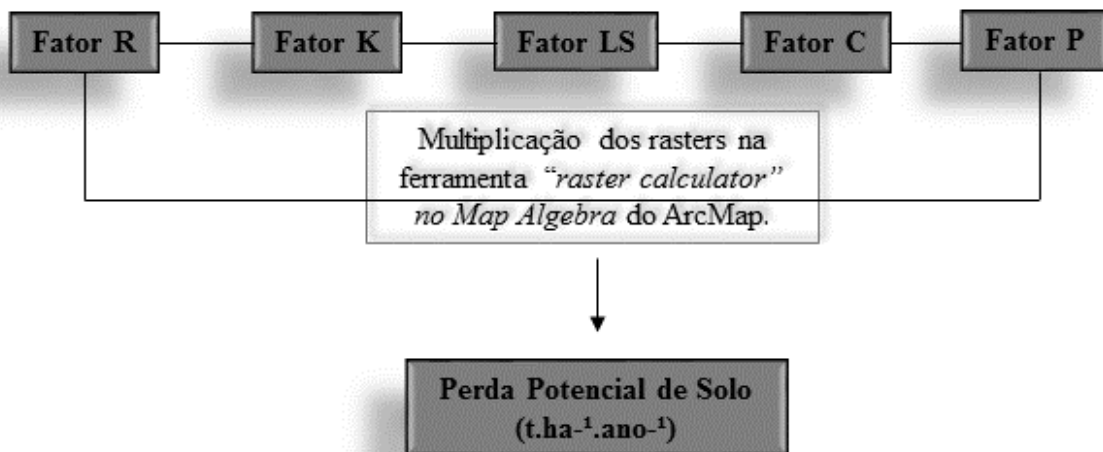 Fator R
Fator K
Fator LS
Fator C
Fator P
Multiplicação dos rasters na
ferramenta “raster calculator”
no Map Algebra do ArcMap.
Perda Potencial de Solo
(t.ha-¹.ano-¹)